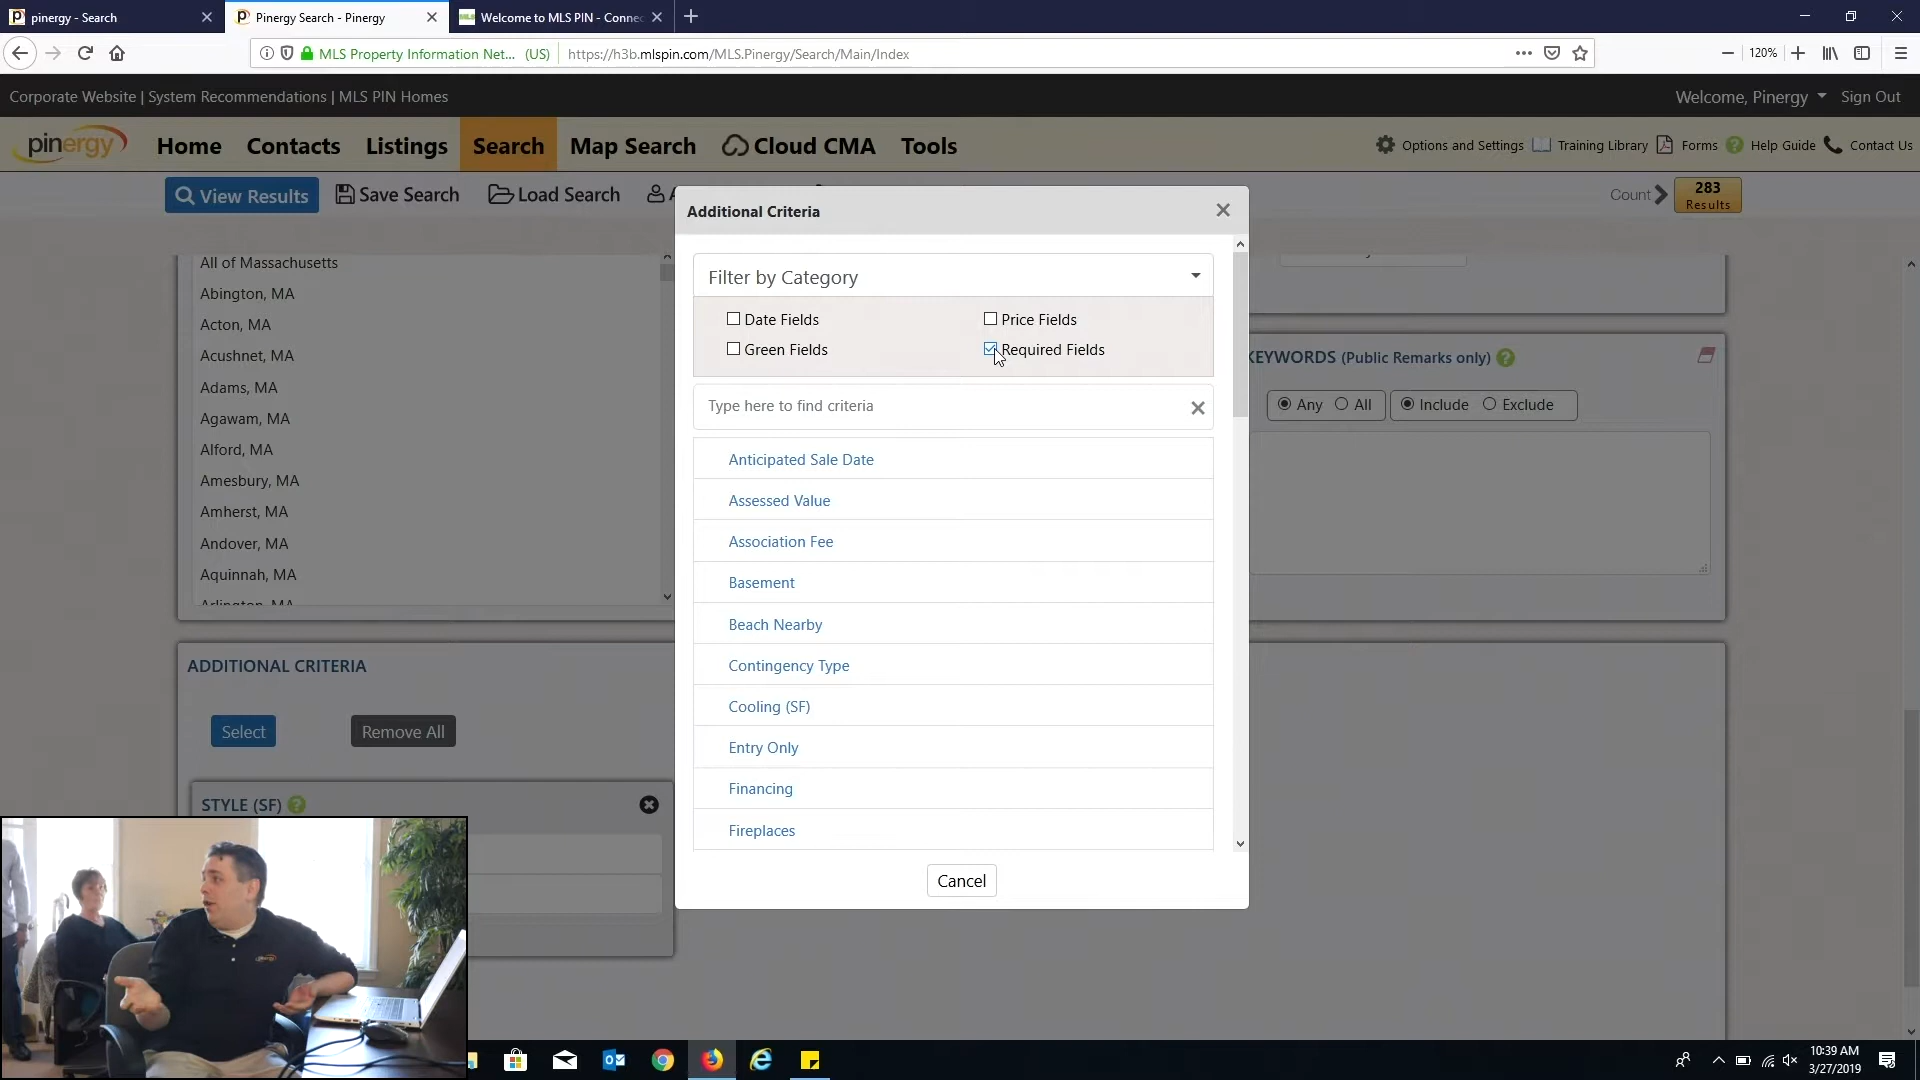 pinergy - Search
Pinergy Search - Pinergy
Welcome to MLS PIN - Connec
MLS Property Information Net... (US)
https://h3b.mlspin.com/MLS.Pinergy/Search/Main/Index
120%
Corporate Website | System Recommendations | MLS PIN Homes
Welcome, Pinergy
Sign Out
pinergy
Home
Contacts
Listings
Search
Map Search
Cloud CMA
Tools
Options and Settings
Training Library
Forms
Help Guide
Contact Us
View Results
Save Search
Load Search
Count
283
Results
Additional Criteria
Filter by Category
Date Fields
Price Fields
Green Fields
Required Fields
Type here to find criteria
Anticipated Sale Date
Assessed Value
Association Fee
Basement
Beach Nearby
Contingency Type
Cooling (SF)
Entry Only
Financing
Fireplaces
Cancel
All of Massachusetts
Abington, MA
Acton, MA
Acushnet, MA
Adams, MA
Agawam, MA
Alford, MA
Amesbury, MA
Amherst, MA
Andover, MA
Aquinnah, MA
Arlington, MA
KEYWORDS (Public Remarks only)
Any
All
Include
Exclude
ADDITIONAL CRITERIA
Select
Remove All
STYLE (SF)
10:39 AM
3/27/2019